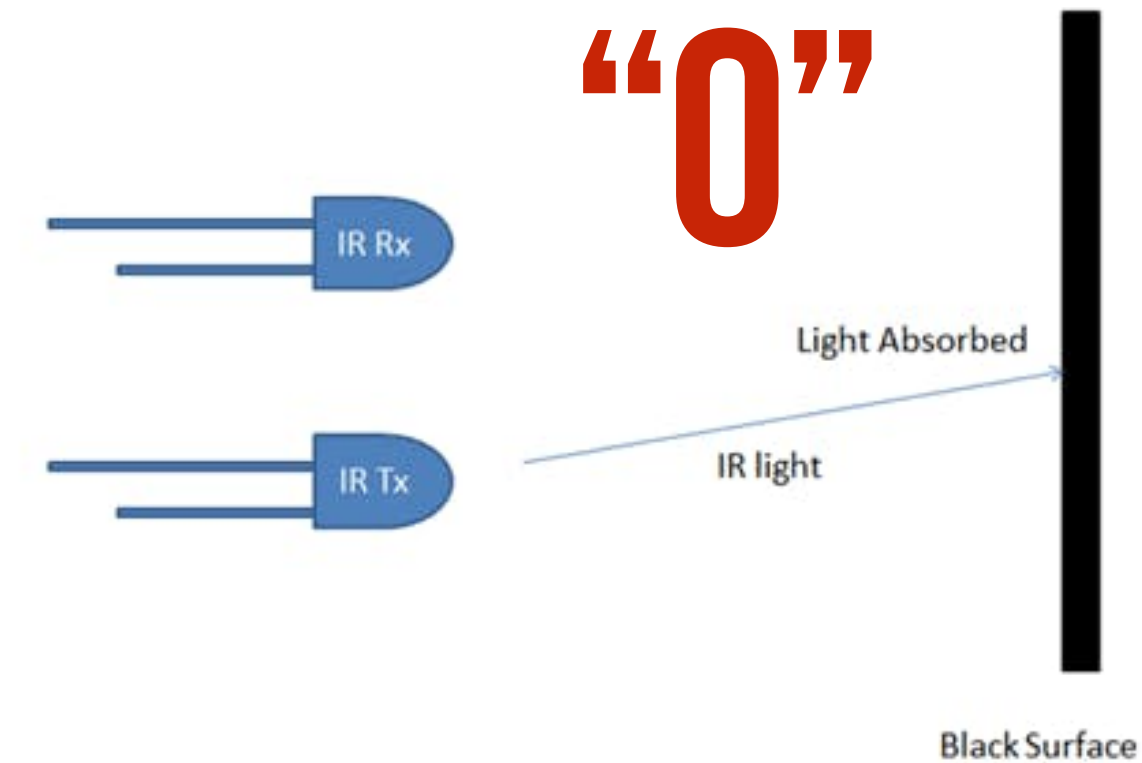 “0”
IR Rx
Light Absorbed
IR Tx
IR light
Black Surface